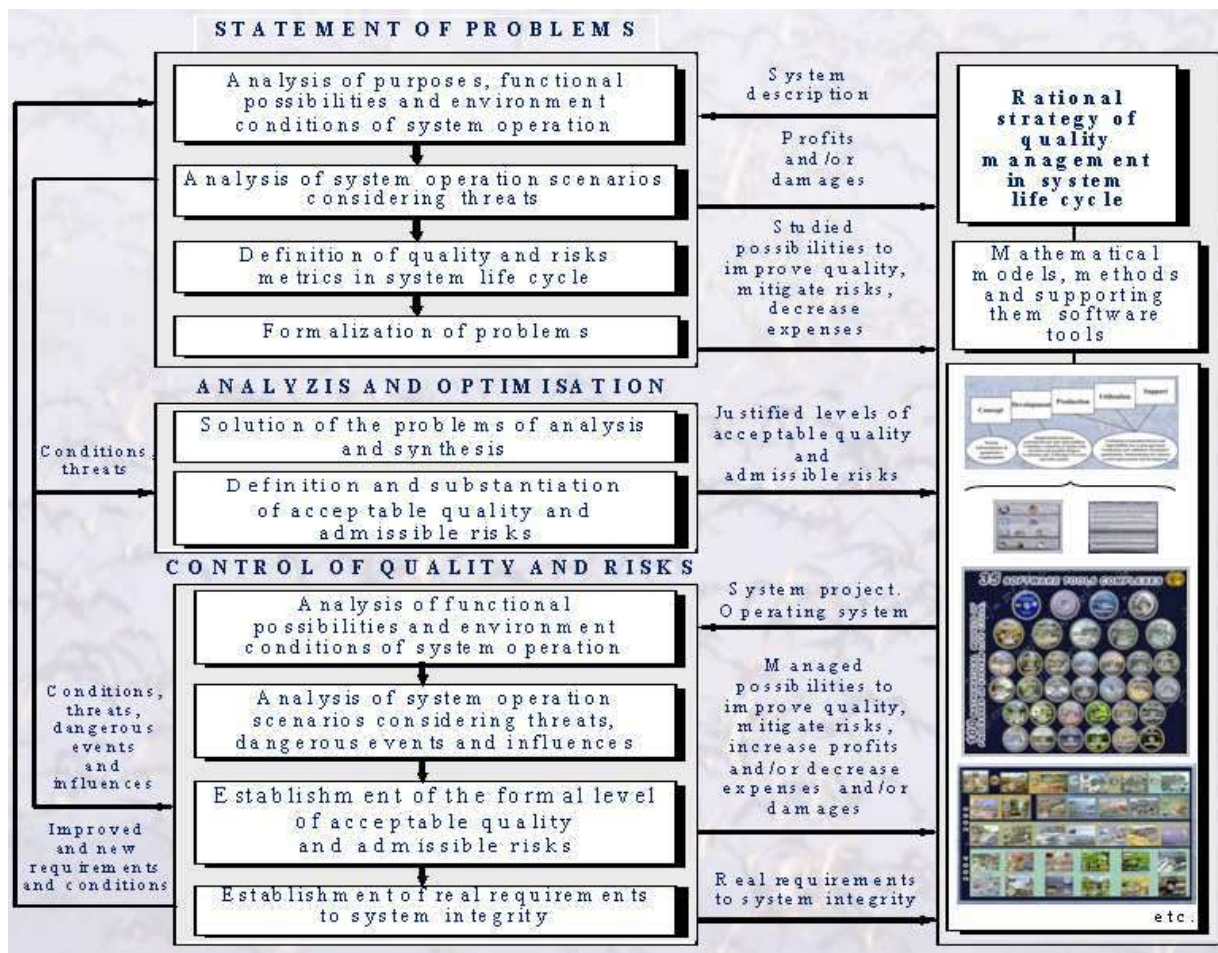 STATEMENT OF PROBLEMS
Analysis of purposes, functional
possibilities and environment
conditions of system operation
Analysis of system operation scenarios
considering threats
Definition of quality and risks
metrics in system life cycle
Formalization of problems
System
description
Profits
and/or
damages
Studied
possibilities to
improve quality,
mitigate risks,
decrease
expenses
Rational
strategy of
quality
management
in system
life cycle
Mathematical
models, methods
and supporting
them software
tools
ANALYZIS AND OPTIMISATION
Solution of the problems of analysis
and synthesis
Definition and substantiation
of acceptable quality and
admissible risks
Conditions,
threats
Justified levels of
acceptable quality
and
admissible risks
Concept
Development
Production
Utilization
Support
CONTROL OF QUALITY AND RISKS
Analysis of functional
possibilities and environment
conditions of system operation
Analysis of system operation
scenarios considering threats,
dangerous events and influences
Establishment of the formal level
of acceptable quality
and admissible risks
Establishment of real requirements
to system integrity
Conditions,
threats,
dangerous
events
and
influences
Improved
and new
requirements
and conditions
System project.
Operating system
Managed
possibilities to
improve quality,
mitigate risks,
increase profits
and/or decrease
expenses and/or
damages
Real requirements
to system integrity
35 SOFTWARE TOOLS COMPLEXES
2004
etc.